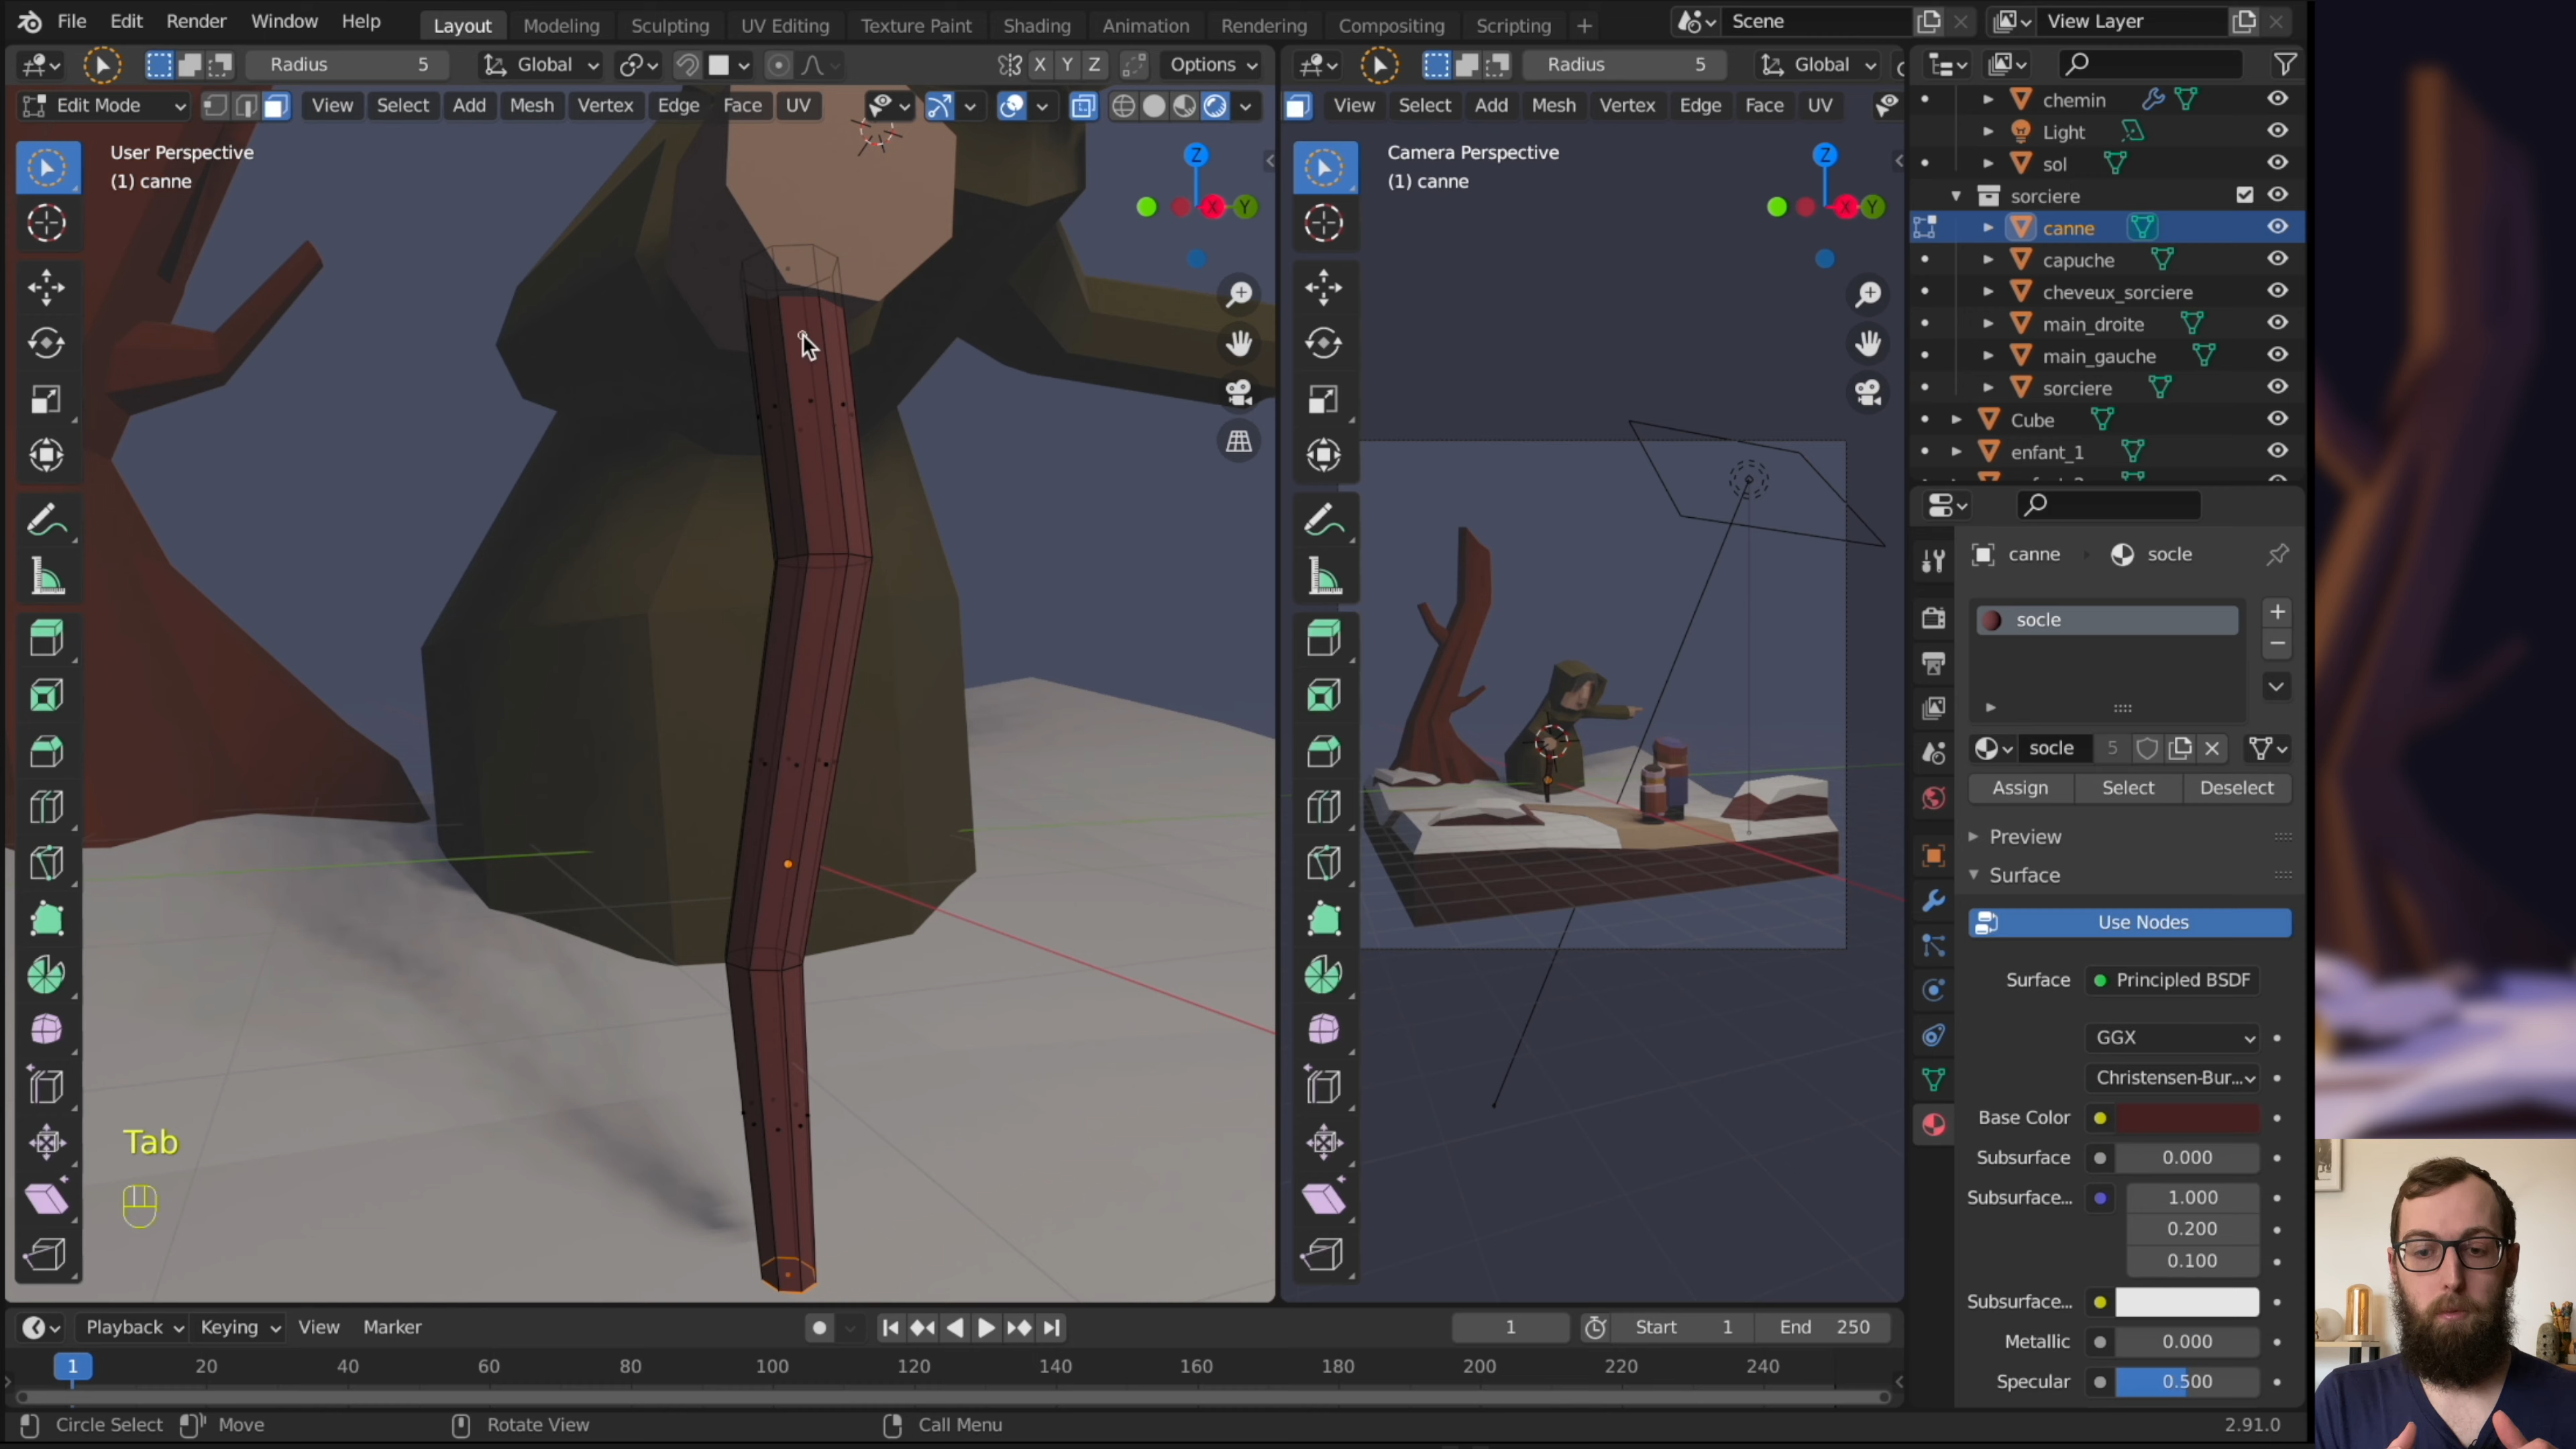 File Edit Render Window Help Layout Modeling Sculpting UV Editing Texture Paint Shading Animation Rendering Compositing Scripting + Scene View Layer
Radius 5 Global X Y Z Options Radius 5 Global
Edit Mode View Select Add Mesh Vertex Edge Face UV View Select Add Mesh Vertex Edge Face UV
User Perspective
(1) canne
Z
X
Y
Camera Perspective
(1) canne
Z
X
Y
chemin
Light
sol
sorciere
canne
capuche
cheveux_sorciere
main_droite
main_gauche
sorciere
Cube
enfant_1
canne socle
socle
socle 5
Assign Select Deselect
Preview
Surface
Use Nodes
Surface Principled BSDF
GGX
Christensen-Bur...
Base Color
Subsurface 0.000
Subsurface... 1.000
0.200
0.100
Subsurface...
Metallic 0.000
Specular 0.500
Tab
Playback Keying View Marker 1 Start 1 End 250
1 20 40 60 80 100 120 140 160 180 200 220 240
Circle Select Move Rotate View Call Menu 2.91.0